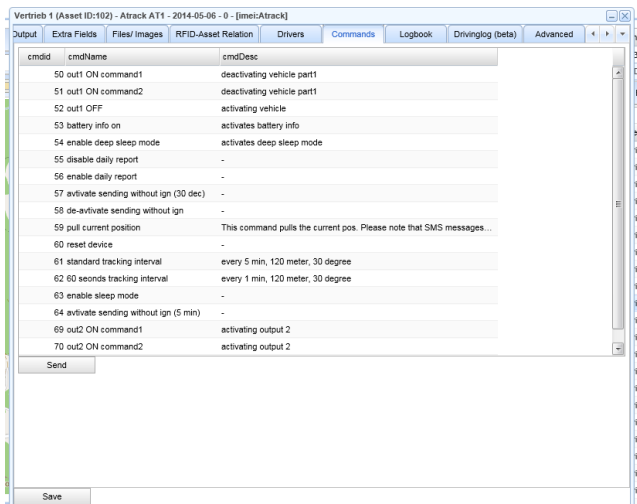 Vertrieb 1 (Asset ID:102) - Atrack AT1 - 2014-05-06 - 0 - [imei:Atrack]
Output Extra Fields Files/ Images RFID-Asset Relation Drivers Commands Logbook Drivinglog (beta) Advanced
cmdid cmdName cmdDesc
50 out1 ON command1 deactivating vehicle part1
51 out1 ON command2 deactivating vehicle part1
52 out1 OFF activating vehicle
53 battery info on activates battery info
54 enable deep sleep mode activates deep sleep mode
55 disable daily report -
56 enable daily report -
57 avtivate sending without ign (30 dec) -
58 de-avtivate sending without ign -
59 pull current position This command pulls the current pos. Please note that SMS messages...
60 reset device -
61 standard tracking interval every 5 min, 120 meter, 30 degree
62 60 seonds tracking interval every 1 min, 120 meter, 30 degree
63 enable sleep mode -
64 avtivate sending without ign (5 min) -
69 out2 ON command1 activating output 2
70 out2 ON command2 activating output 2
Send
Save